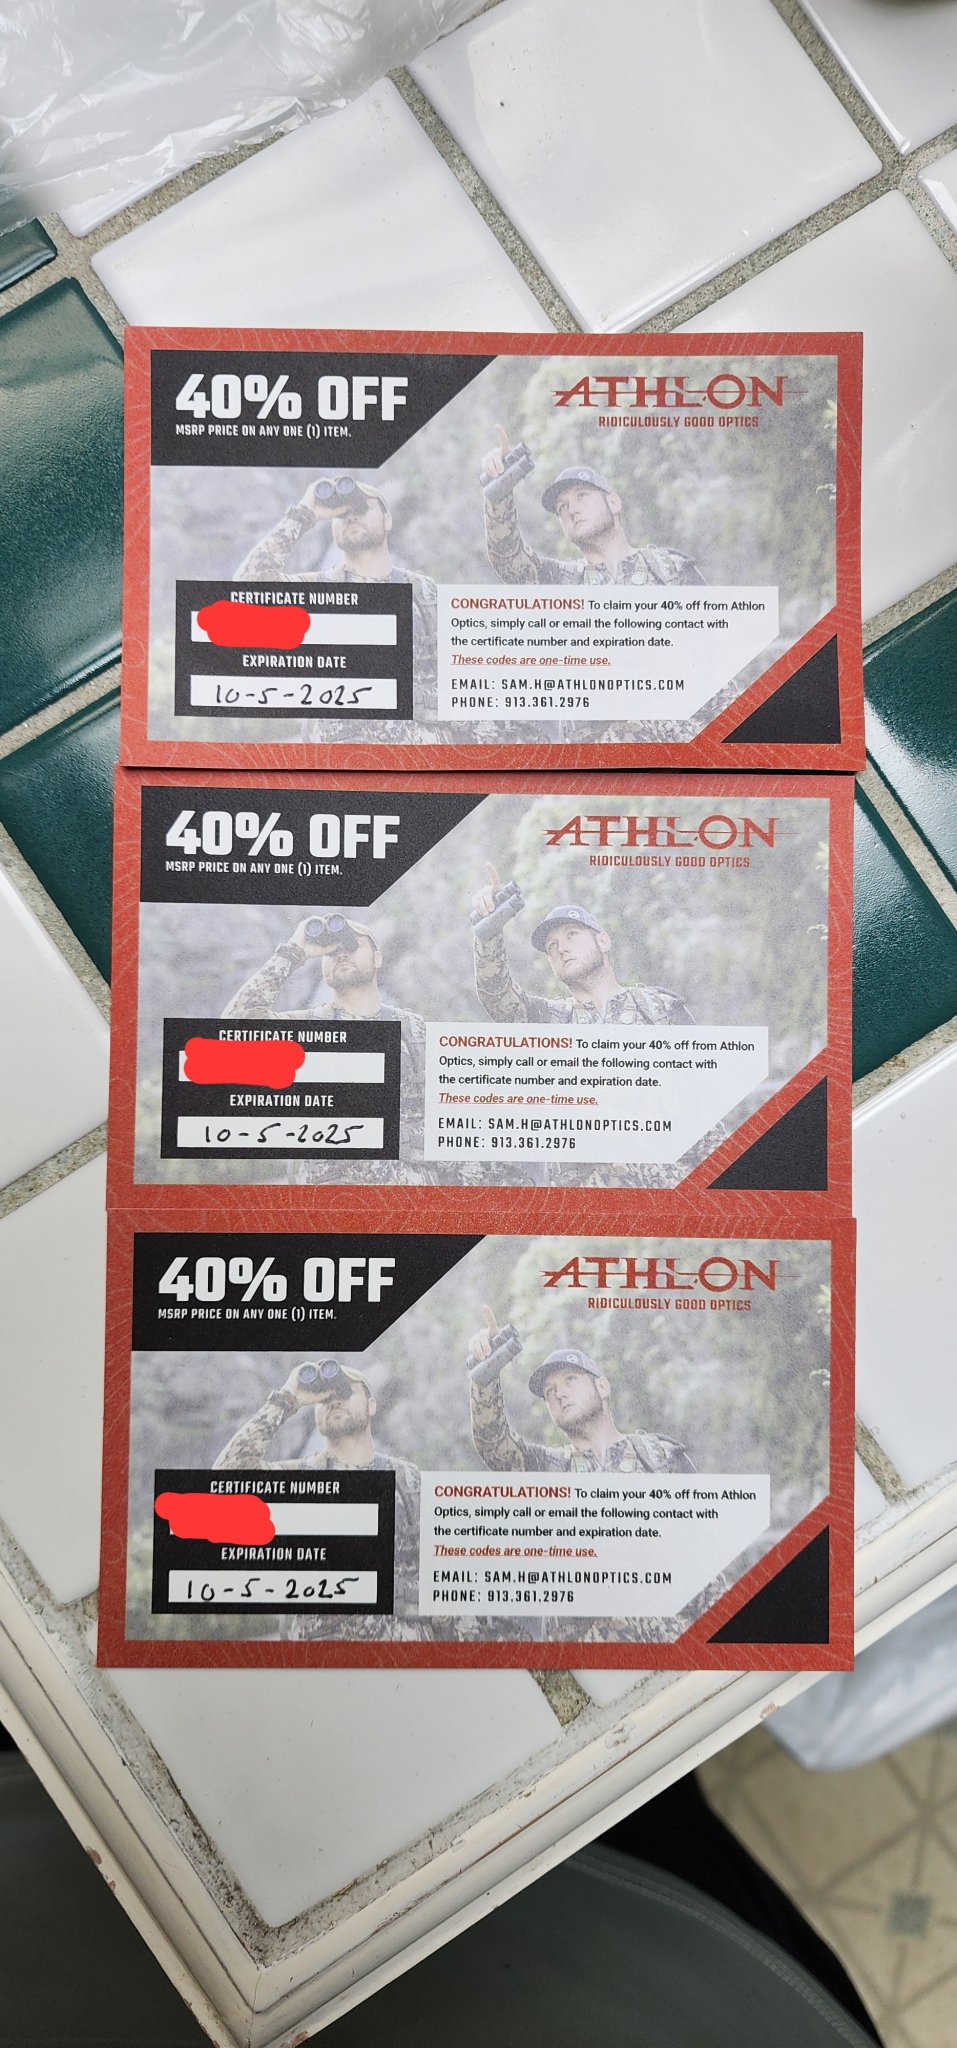 40% OFF
MSRP PRICE ON ANY ONE (1) ITEM.
ATHLON
RIDICULOUSLY GOOD OPTICS
CERTIFICATE NUMBER
EXPIRATION DATE
10-5-2025
CONGRATULATIONS! To claim your 40% off from Athlon
Optics, simply call or email the following contact with
the certificate number and expiration date.
These codes are one-time use.
EMAIL: SAM.H@ATHLONOPTICS.COM
PHONE: 913.361.2976
40% OFF
MSRP PRICE ON ANY ONE (1) ITEM.
ATHLON
RIDICULOUSLY GOOD OPTICS
CERTIFICATE NUMBER
EXPIRATION DATE
10-5-2025
CONGRATULATIONS! To claim your 40% off from Athlon
Optics, simply call or email the following contact with
the certificate number and expiration date.
These codes are one-time use.
EMAIL: SAM.H@ATHLONOPTICS.COM
PHONE: 913.361.2976
40% OFF
MSRP PRICE ON ANY ONE (1) ITEM.
ATHLON
RIDICULOUSLY GOOD OPTICS
CERTIFICATE NUMBER
EXPIRATION DATE
10-5-2025
CONGRATULATIONS! To claim your 40% off from Athlon
Optics, simply call or email the following contact with
the certificate number and expiration date.
These codes are one-time use.
EMAIL: SAM.H@ATHLONOPTICS.COM
PHONE: 913.361.2976